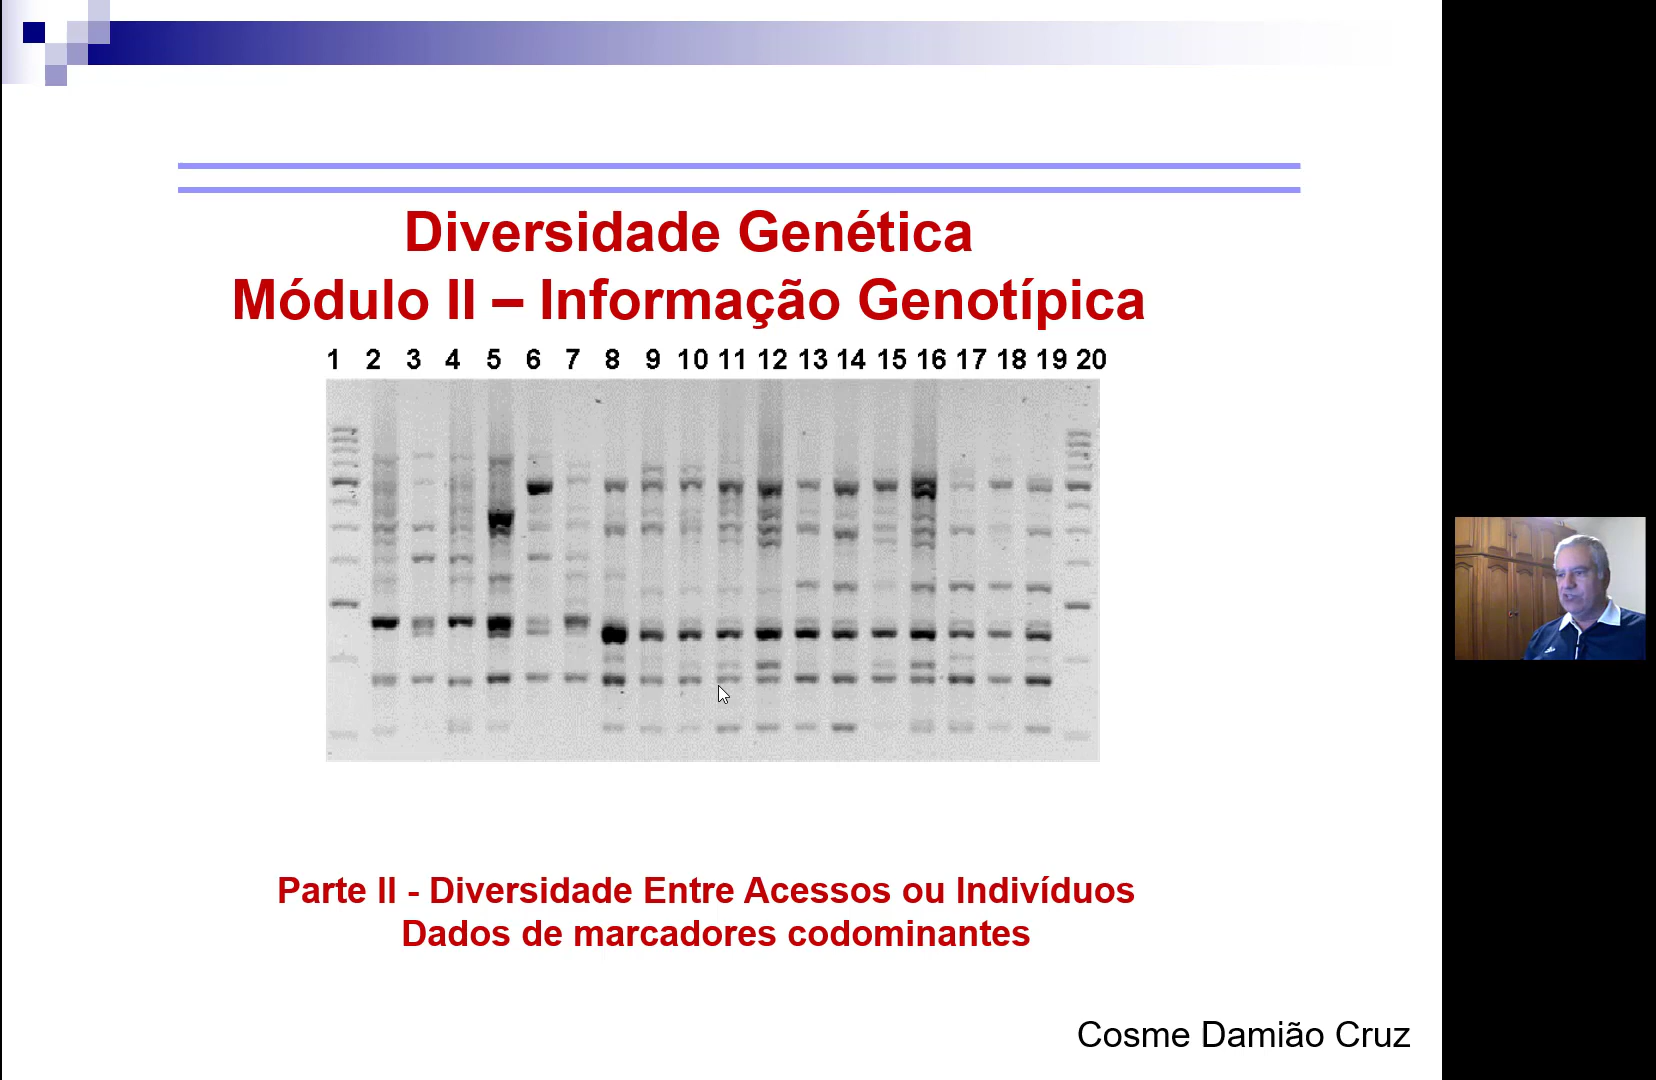 Diversidade Genética
Módulo II – Informação Genotípica
1 2 3 4 5 6 7 8 9 10 11 12 13 14 15 16 17 18 19 20
Parte II - Diversidade Entre Acessos ou Indivíduos
Dados de marcadores codominantes
Cosme Damião Cruz